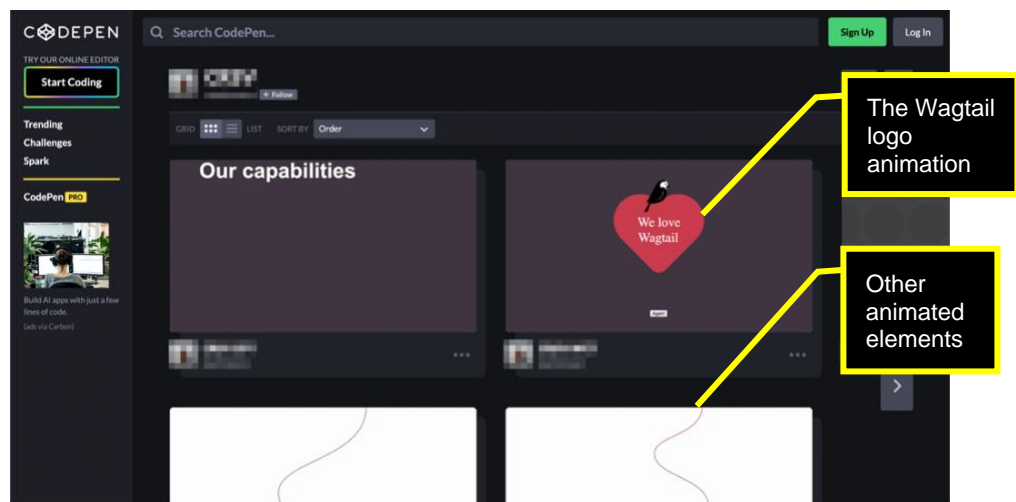 CODEPEN
Search CodePen...
Sign Up
Log In
TRY OUR ONLINE EDITOR
Start Coding
+ Follow
Trending
Challenges
Spark
GRID
LIST
SORT BY
Order
CodePen PRO
Our capabilities
We love
Wagtail
Build AI apps with just a few
lines of code.
(ads via Carbon)
The Wagtail
logo
animation
Other
animated
elements